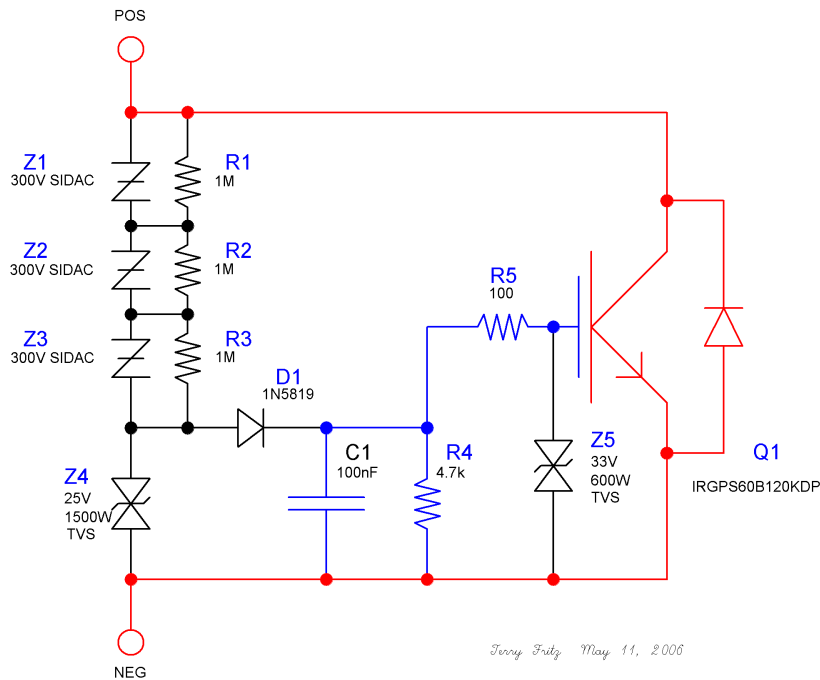 POS
Z1
300V SIDAC
R1
1M
Z2
300V SIDAC
R2
1M
Z3
300V SIDAC
R3
1M
R5
100
D1
1N5819
C1
100nF
R4
4.7k
Z4
25V
1500W
TVS
Z5
33V
600W
TVS
Q1
IRGPS60B120KDP
Terry Fritz May 11, 2006
NEG